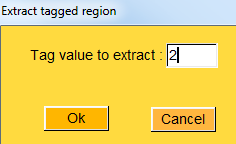 Extract tagged region
Tag value to extract : 2
Ok Cancel